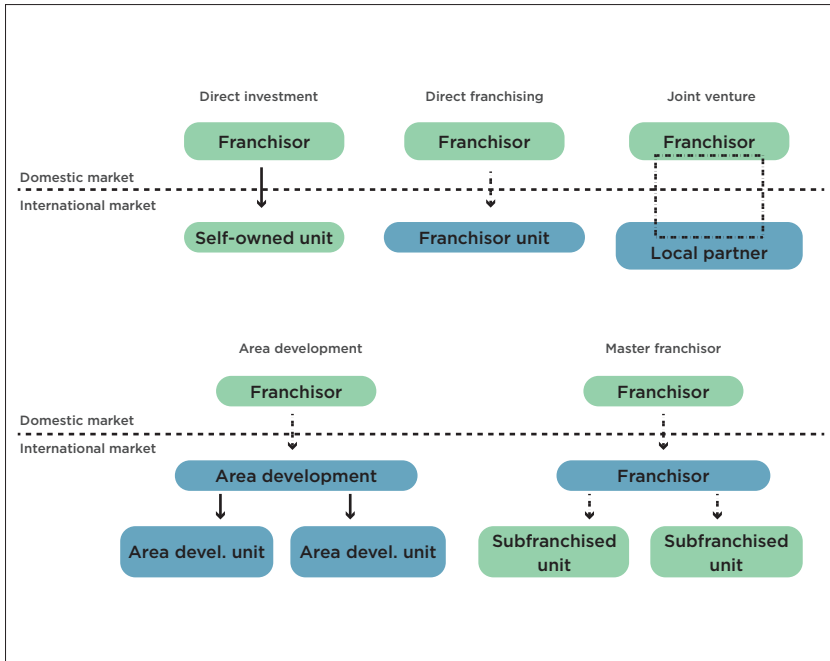 Direct investment
Direct franchising
Joint venture
Franchisor
Franchisor
Franchisor
Domestic market
International market
Self-owned unit
Franchisor unit
Local partner
Area development
Master franchisor
Franchisor
Franchisor
Domestic market
International market
Area development
Franchisor
Area devel. unit
Area devel. unit
Subfranchised
unit
Subfranchised
unit